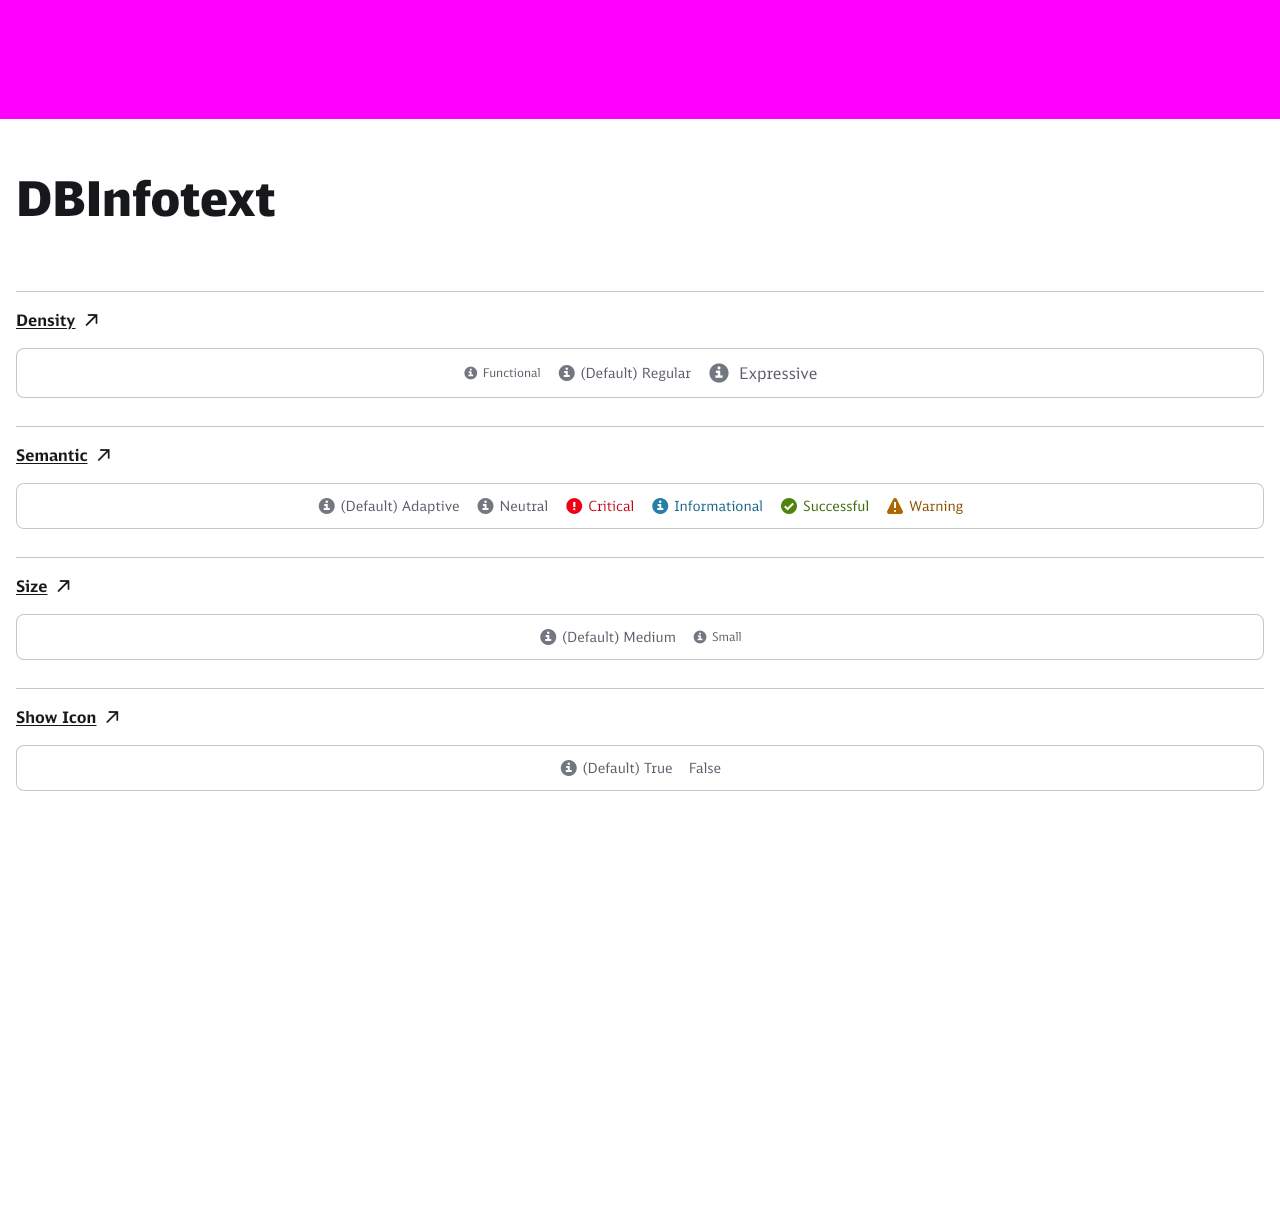 DBInfotext
Density
Functional (Default) Regular Expressive
Semantic
(Default) Adaptive Neutral Critical Informational Successful Warning
Size
(Default) Medium Small
Show Icon
(Default) True False